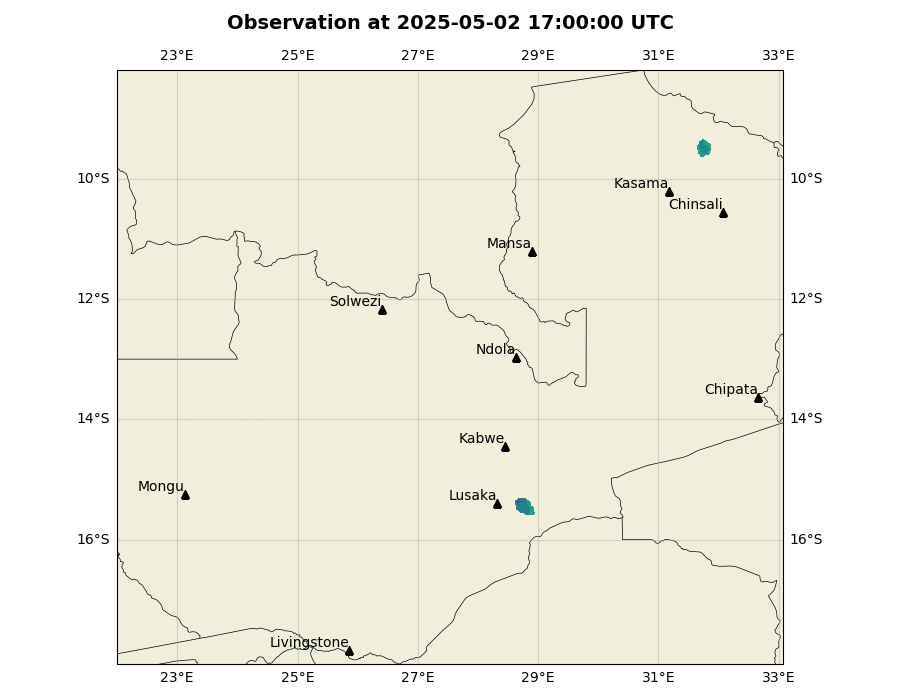 Observation at 2025-05-02 17:00:00 UTC
23°E 25°E 27°E 29°E 31°E 33°E
10°S 10°S
Kasama
Chinsali
Mansa
12°S 12°S
Solwezi
Ndola
Chipata
14°S 14°S
Kabwe
Mongu
Lusaka
16°S 16°S
Livingstone
23°E 25°E 27°E 29°E 31°E 33°E